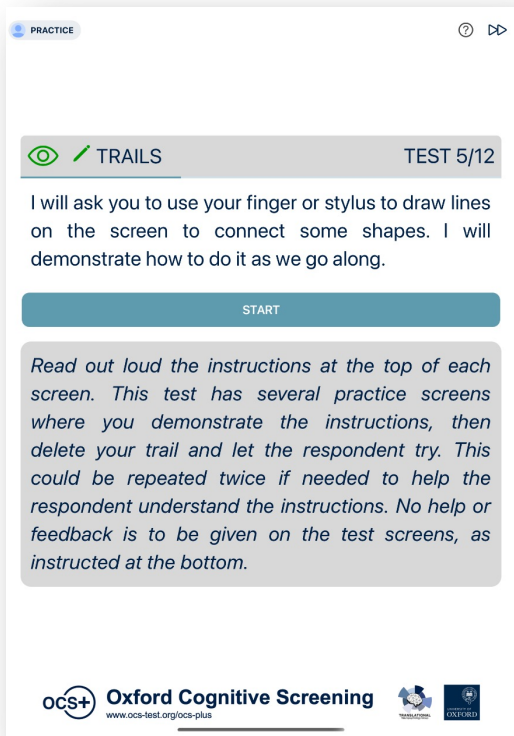 PRACTICE
TRAILS TEST 5/12
I will ask you to use your finger or stylus to draw lines
on the screen to connect some shapes. I will
demonstrate how to do it as we go along.
START
Read out loud the instructions at the top of each
screen. This test has several practice screens
where you demonstrate the instructions, then
delete your trail and let the respondent try. This
could be repeated twice if needed to help the
respondent understand the instructions. No help or
feedback is to be given on the test screens, as
instructed at the bottom.
OCS+ Oxford Cognitive Screening
www.ocs-test.org/ocs-plus
TRANSLATIONAL
UNIVERSITY OF
OXFORD